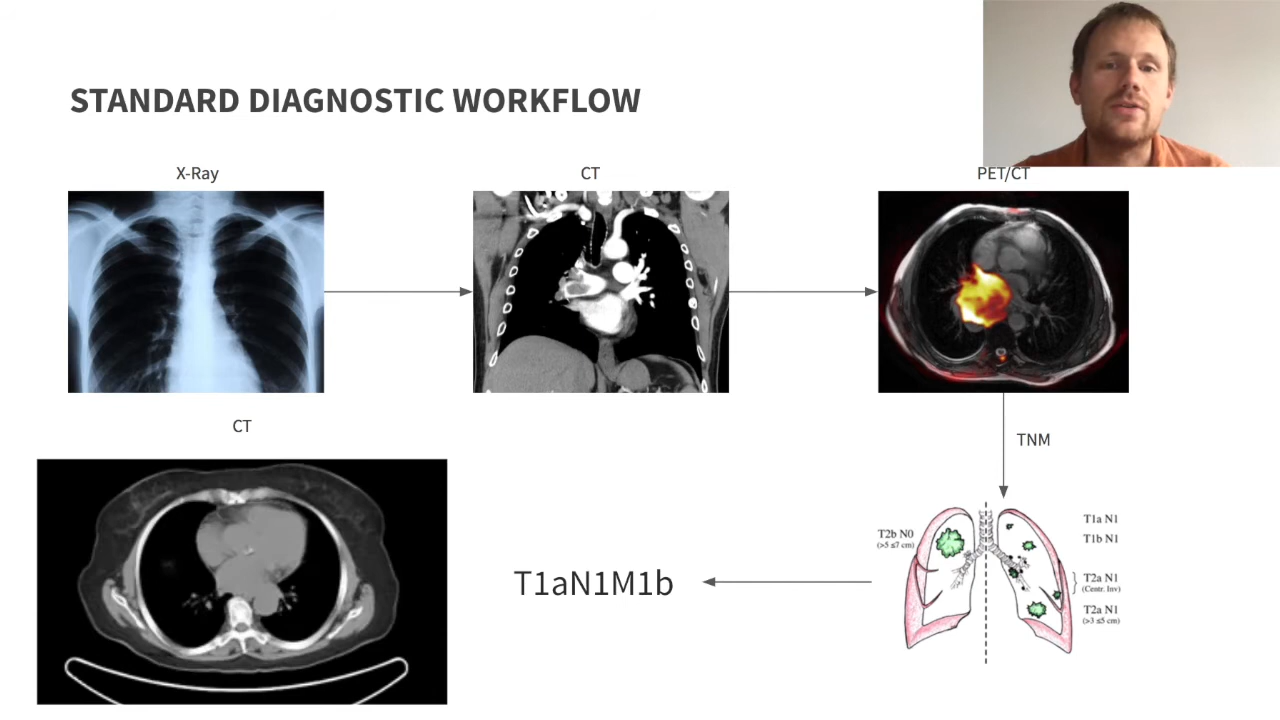 STANDARD DIAGNOSTIC WORKFLOW
X-Ray
CT
PET/CT
CT
TNM
T2b N0
(>5 ≤7 cm)
T1a N1
T1b N1
T2a N1
(Centr. Inv)
T2a N1
(>3 ≤5 cm)
T1aN1M1b